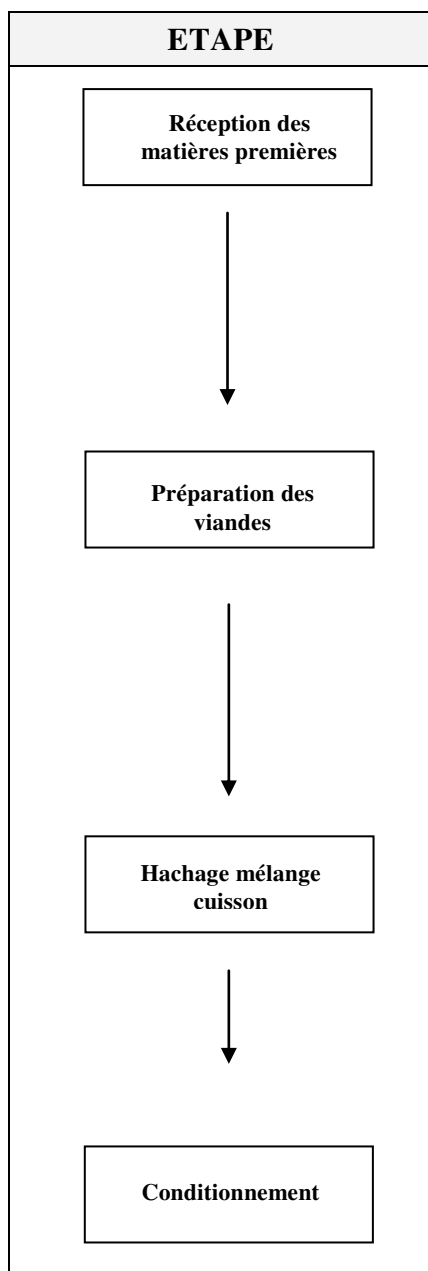 ETAPE
Réception des
matières premières
Préparation des
viandes
Hachage mélange
cuisson
Conditionnement